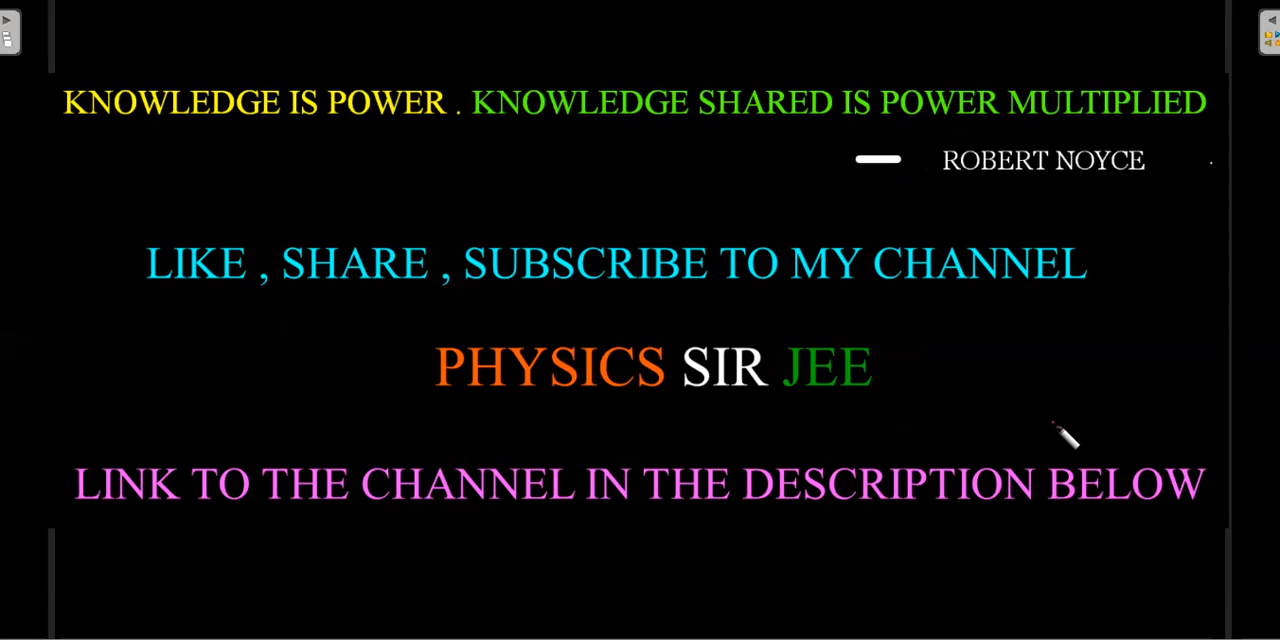 KNOWLEDGE IS POWER . KNOWLEDGE SHARED IS POWER MULTIPLIED
— ROBERT NOYCE .
LIKE , SHARE , SUBSCRIBE TO MY CHANNEL
PHYSICS SIR JEE
LINK TO THE CHANNEL IN THE DESCRIPTION BELOW